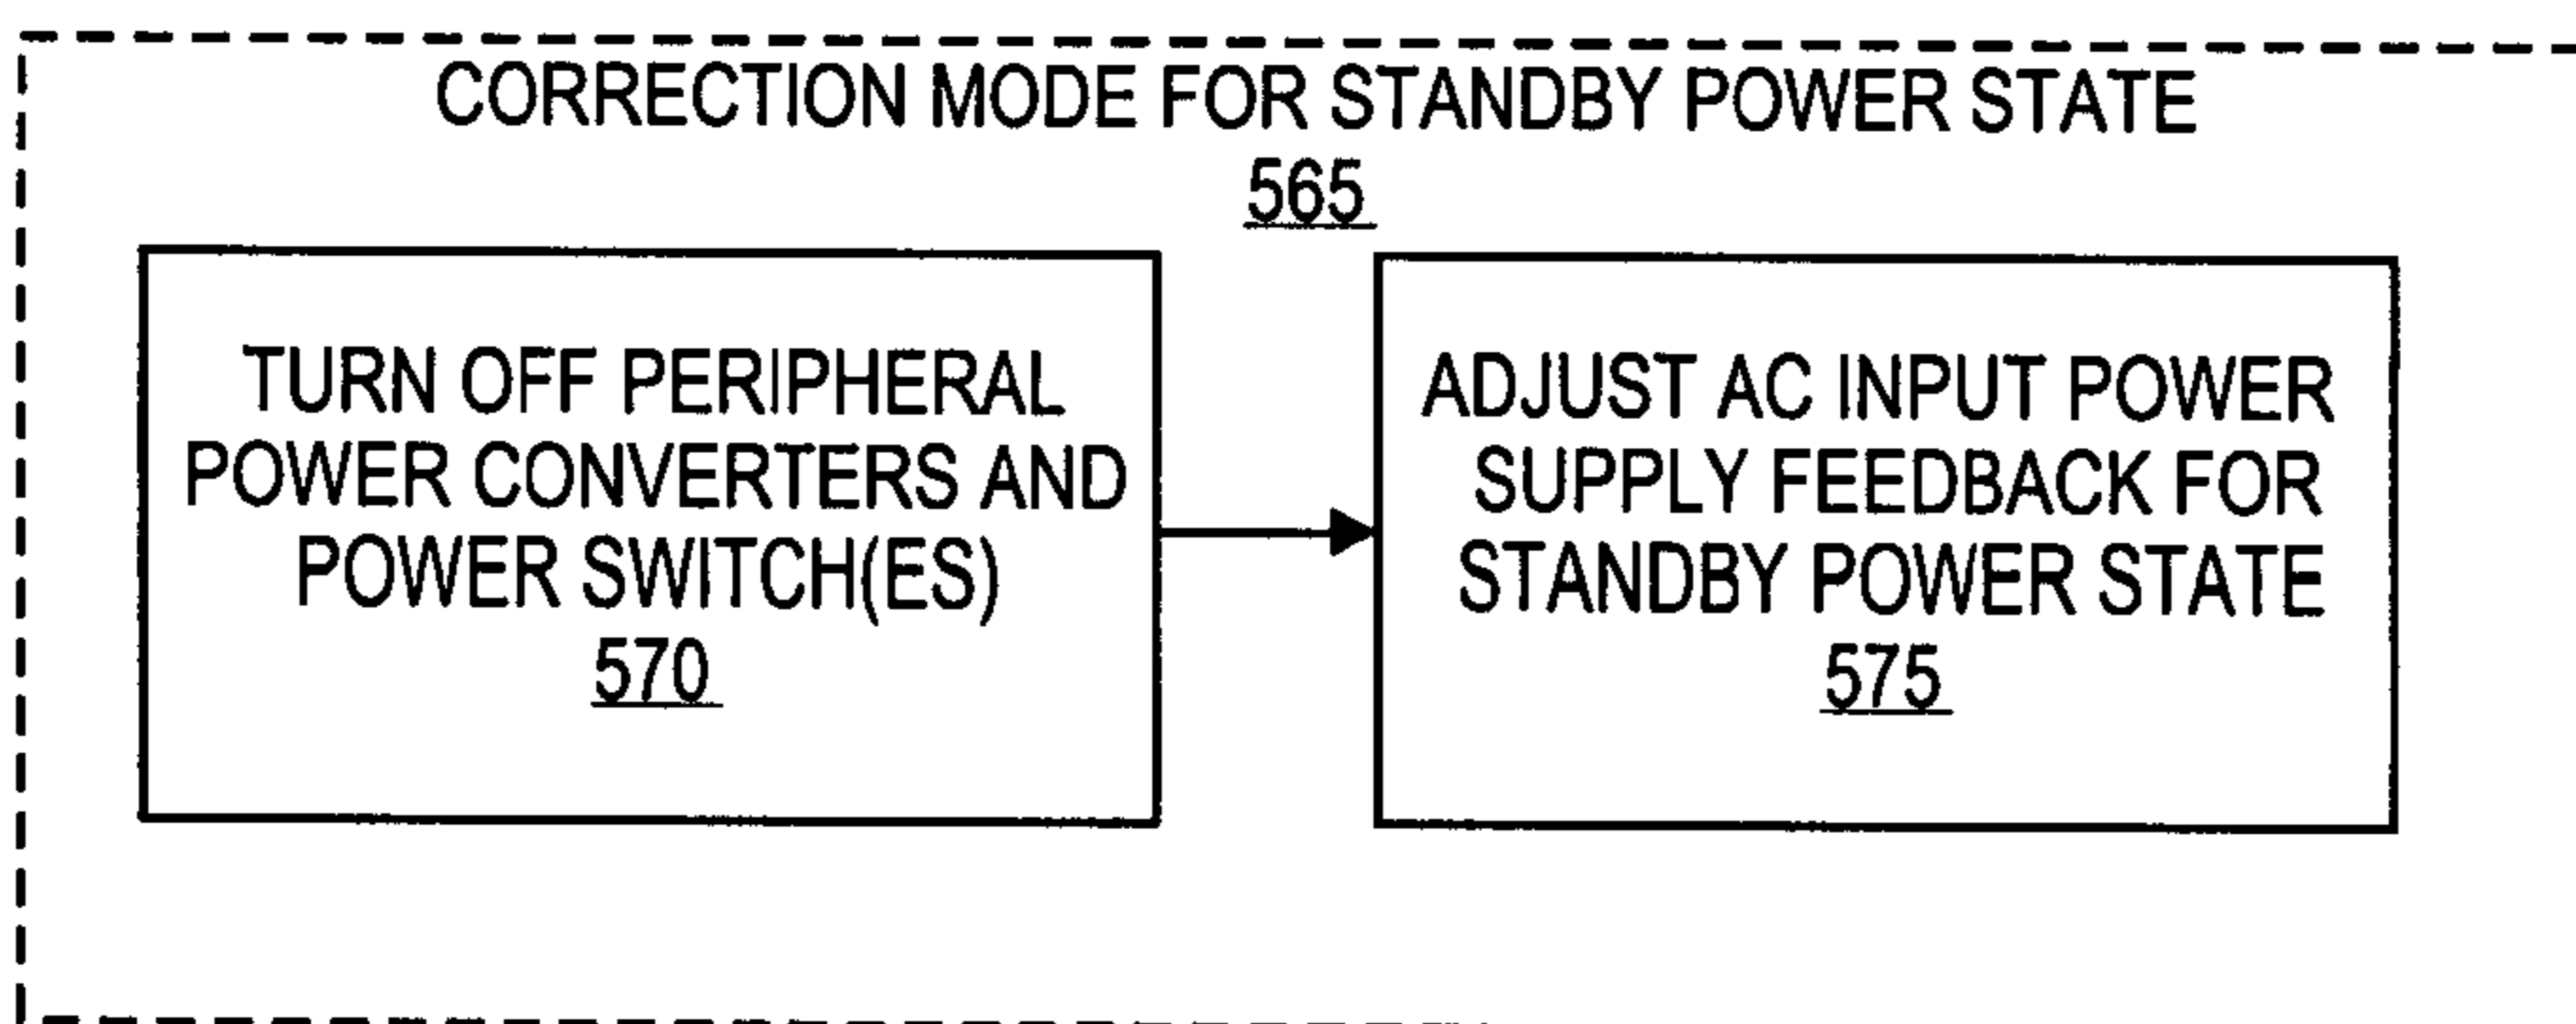 CORRECTION MODE FOR STANDBY POWER STATE
565
TURN OFF PERIPHERAL
POWER CONVERTERS AND
POWER SWITCH(ES)
570
ADJUST AC INPUT POWER
SUPPLY FEEDBACK FOR
STANDBY POWER STATE
575